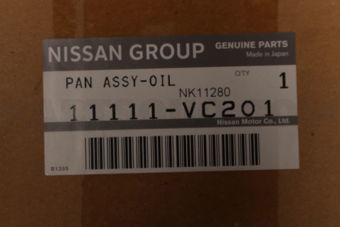 NISSAN GROUP GENUINE PARTS
Made in Japan
PAN ASSY-OIL QTY 1
NK11280
11111-VC201
Nissan Motor Co., Ltd.